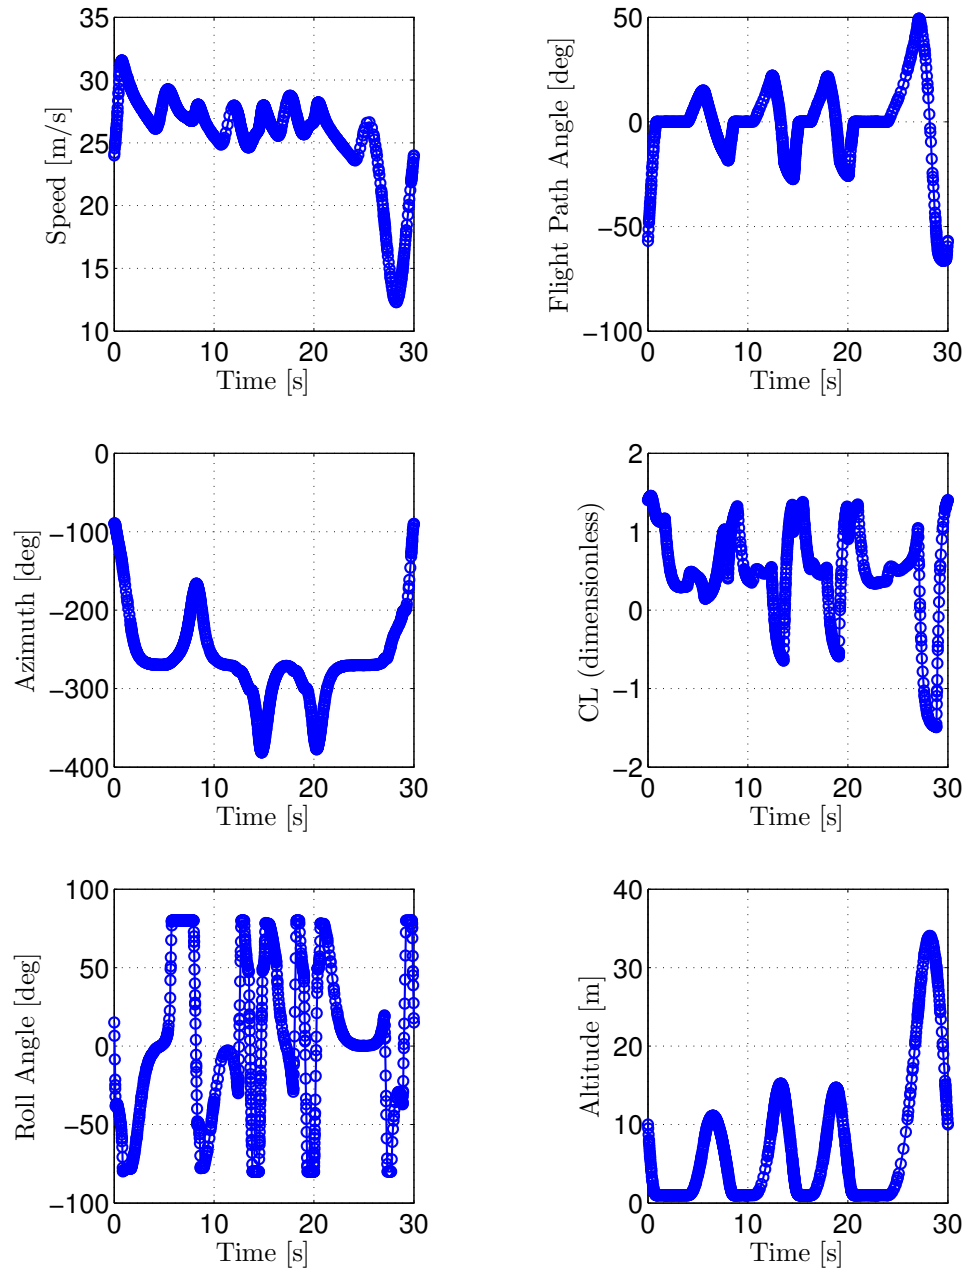 35
30
25
20
15
10
Speed [m/s]
0 10 20 30
Time [s]
50
0
−50
−100
Flight Path Angle [deg]
0 10 20 30
Time [s]
0
−100
−200
−300
−400
Azimuth [deg]
0 10 20 30
Time [s]
2
1
0
−1
−2
CL (dimensionless)
0 10 20 30
Time [s]
100
50
0
−50
−100
Roll Angle [deg]
0 10 20 30
Time [s]
40
30
20
10
0
Altitude [m]
0 10 20 30
Time [s]